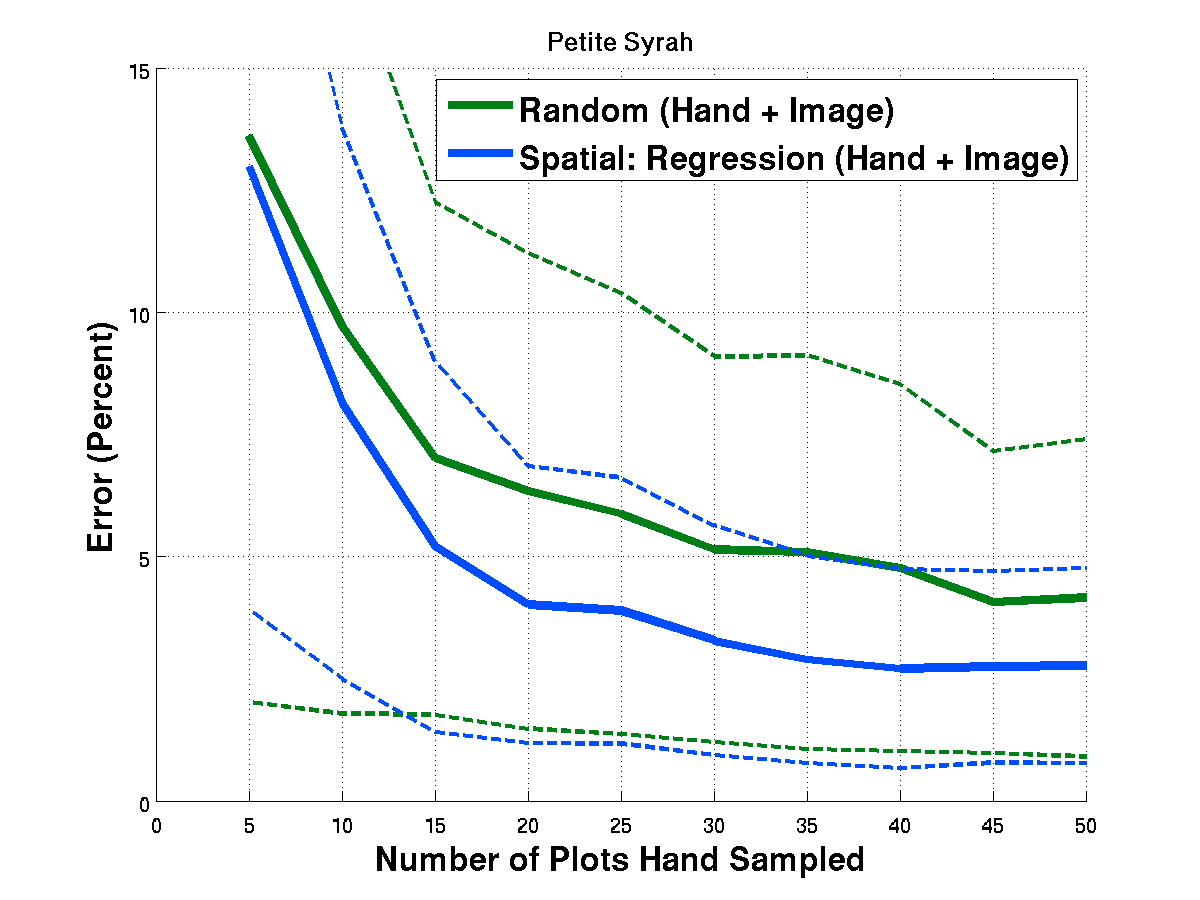 Petite Syrah
Random (Hand + Image)
Spatial: Regression (Hand + Image)
15
10
5
0
Error (Percent)
0 5 10 15 20 25 30 35 40 45 50
Number of Plots Hand Sampled